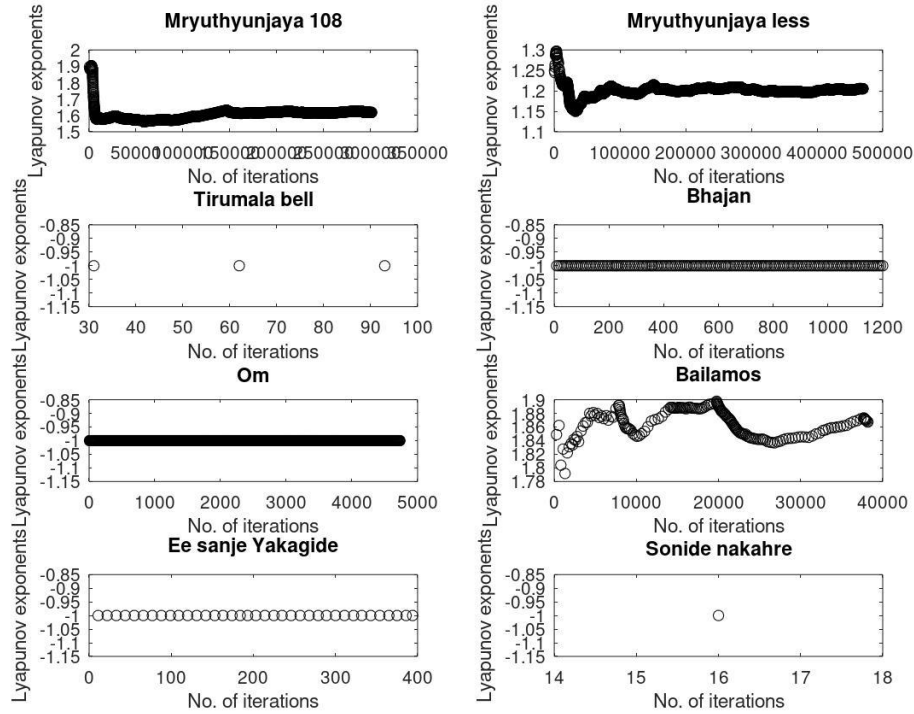 Mryuthyunjaya 108
Lyapunov exponents
2
1.9
1.8
1.7
1.6
1.5
0 50000 100000 150000 200000 250000 300000 350000
No. of iterations
Mryuthyunjaya less
Lyapunov exponents
1.3
1.25
1.2
1.15
1.1
0 100000 200000 300000 400000 500000
No. of iterations
Tirumala bell
Lyapunov exponents
-0.85
-0.9
-0.95
-1
-1.05
-1.1
-1.15
30 40 50 60 70 80 90 100
No. of iterations
Bhajan
Lyapunov exponents
-0.85
-0.9
-0.95
-1
-1.05
-1.1
-1.15
0 200 400 600 800 1000 1200
No. of iterations
Om
Lyapunov exponents
-0.85
-0.9
-0.95
-1
-1.05
-1.1
-1.15
0 1000 2000 3000 4000 5000
No. of iterations
Bailamos
Lyapunov exponents
1.9
1.88
1.86
1.84
1.82
1.8
1.78
0 10000 20000 30000 40000
No. of iterations
Ee sanje Yakagide
Lyapunov exponents
-0.85
-0.9
-0.95
-1
-1.05
-1.1
-1.15
0 100 200 300 400
No. of iterations
Sonide nakahre
Lyapunov exponents
-0.85
-0.9
-0.95
-1
-1.05
-1.1
-1.15
14 15 16 17 18
No. of iterations